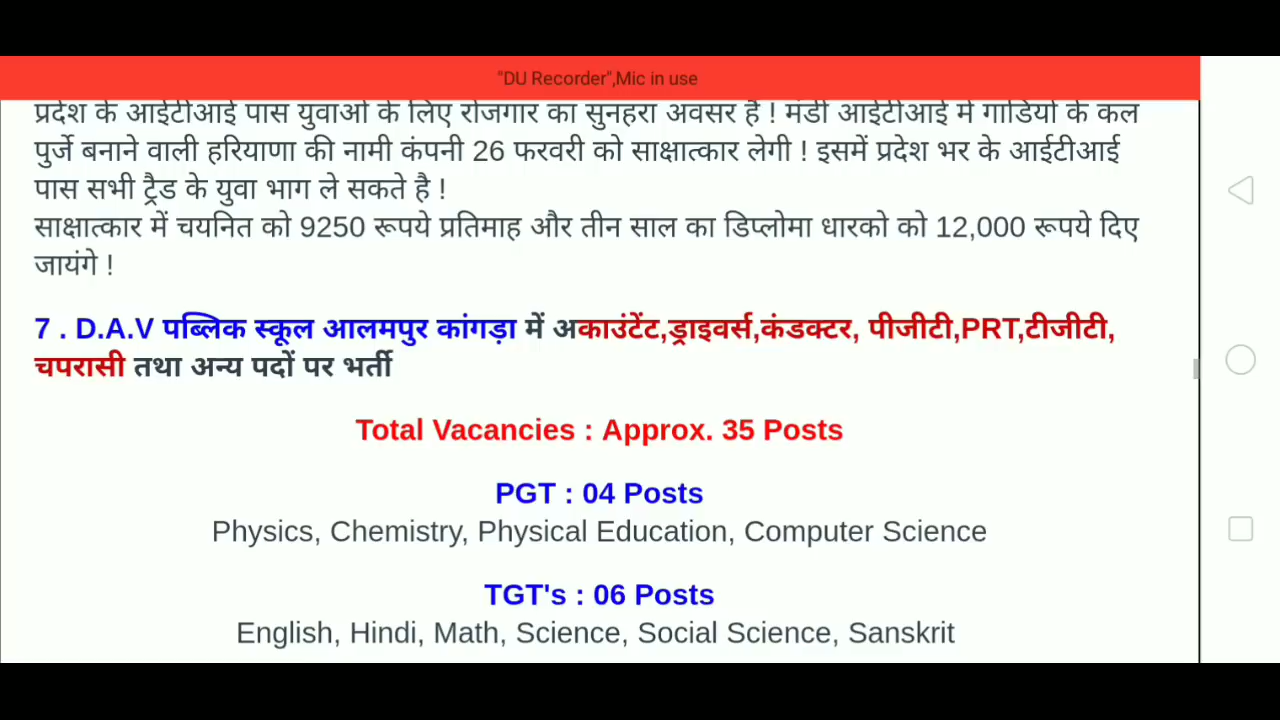 "DU Recorder",Mic in use
प्रदेश के आईटीआई पास युवाओं के लिए रोजगार का सुनहरा अवसर है ! मंडी आईटीआई में गाडियों के कल
पुर्जे बनाने वाली हरियाणा की नामी कंपनी 26 फरवरी को साक्षात्कार लेगी ! इसमें प्रदेश भर के आईटीआई
पास सभी ट्रैड के युवा भाग ले सकते है !
साक्षात्कार में चयनित को 9250 रूपये प्रतिमाह और तीन साल का डिप्लोमा धारको को 12,000 रूपये दिए
जायंगे !
7 . D.A.V पब्लिक स्कूल आलमपुर कांगड़ा में अकाउंटेंट,ड्राइवर्स,कंडक्टर, पीजीटी,PRT,टीजीटी,
चपरासी तथा अन्य पदों पर भर्ती
Total Vacancies : Approx. 35 Posts
PGT : 04 Posts
Physics, Chemistry, Physical Education, Computer Science
TGT's : 06 Posts
English, Hindi, Math, Science, Social Science, Sanskrit